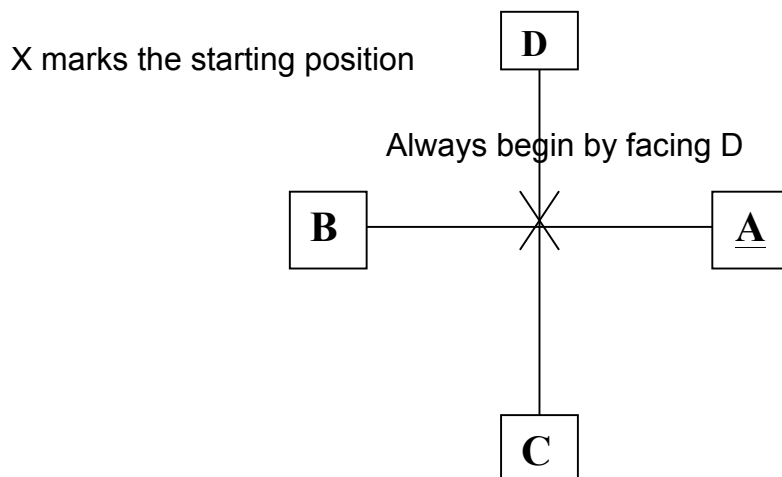 D
X marks the starting position
Always begin by facing D
B
A
C